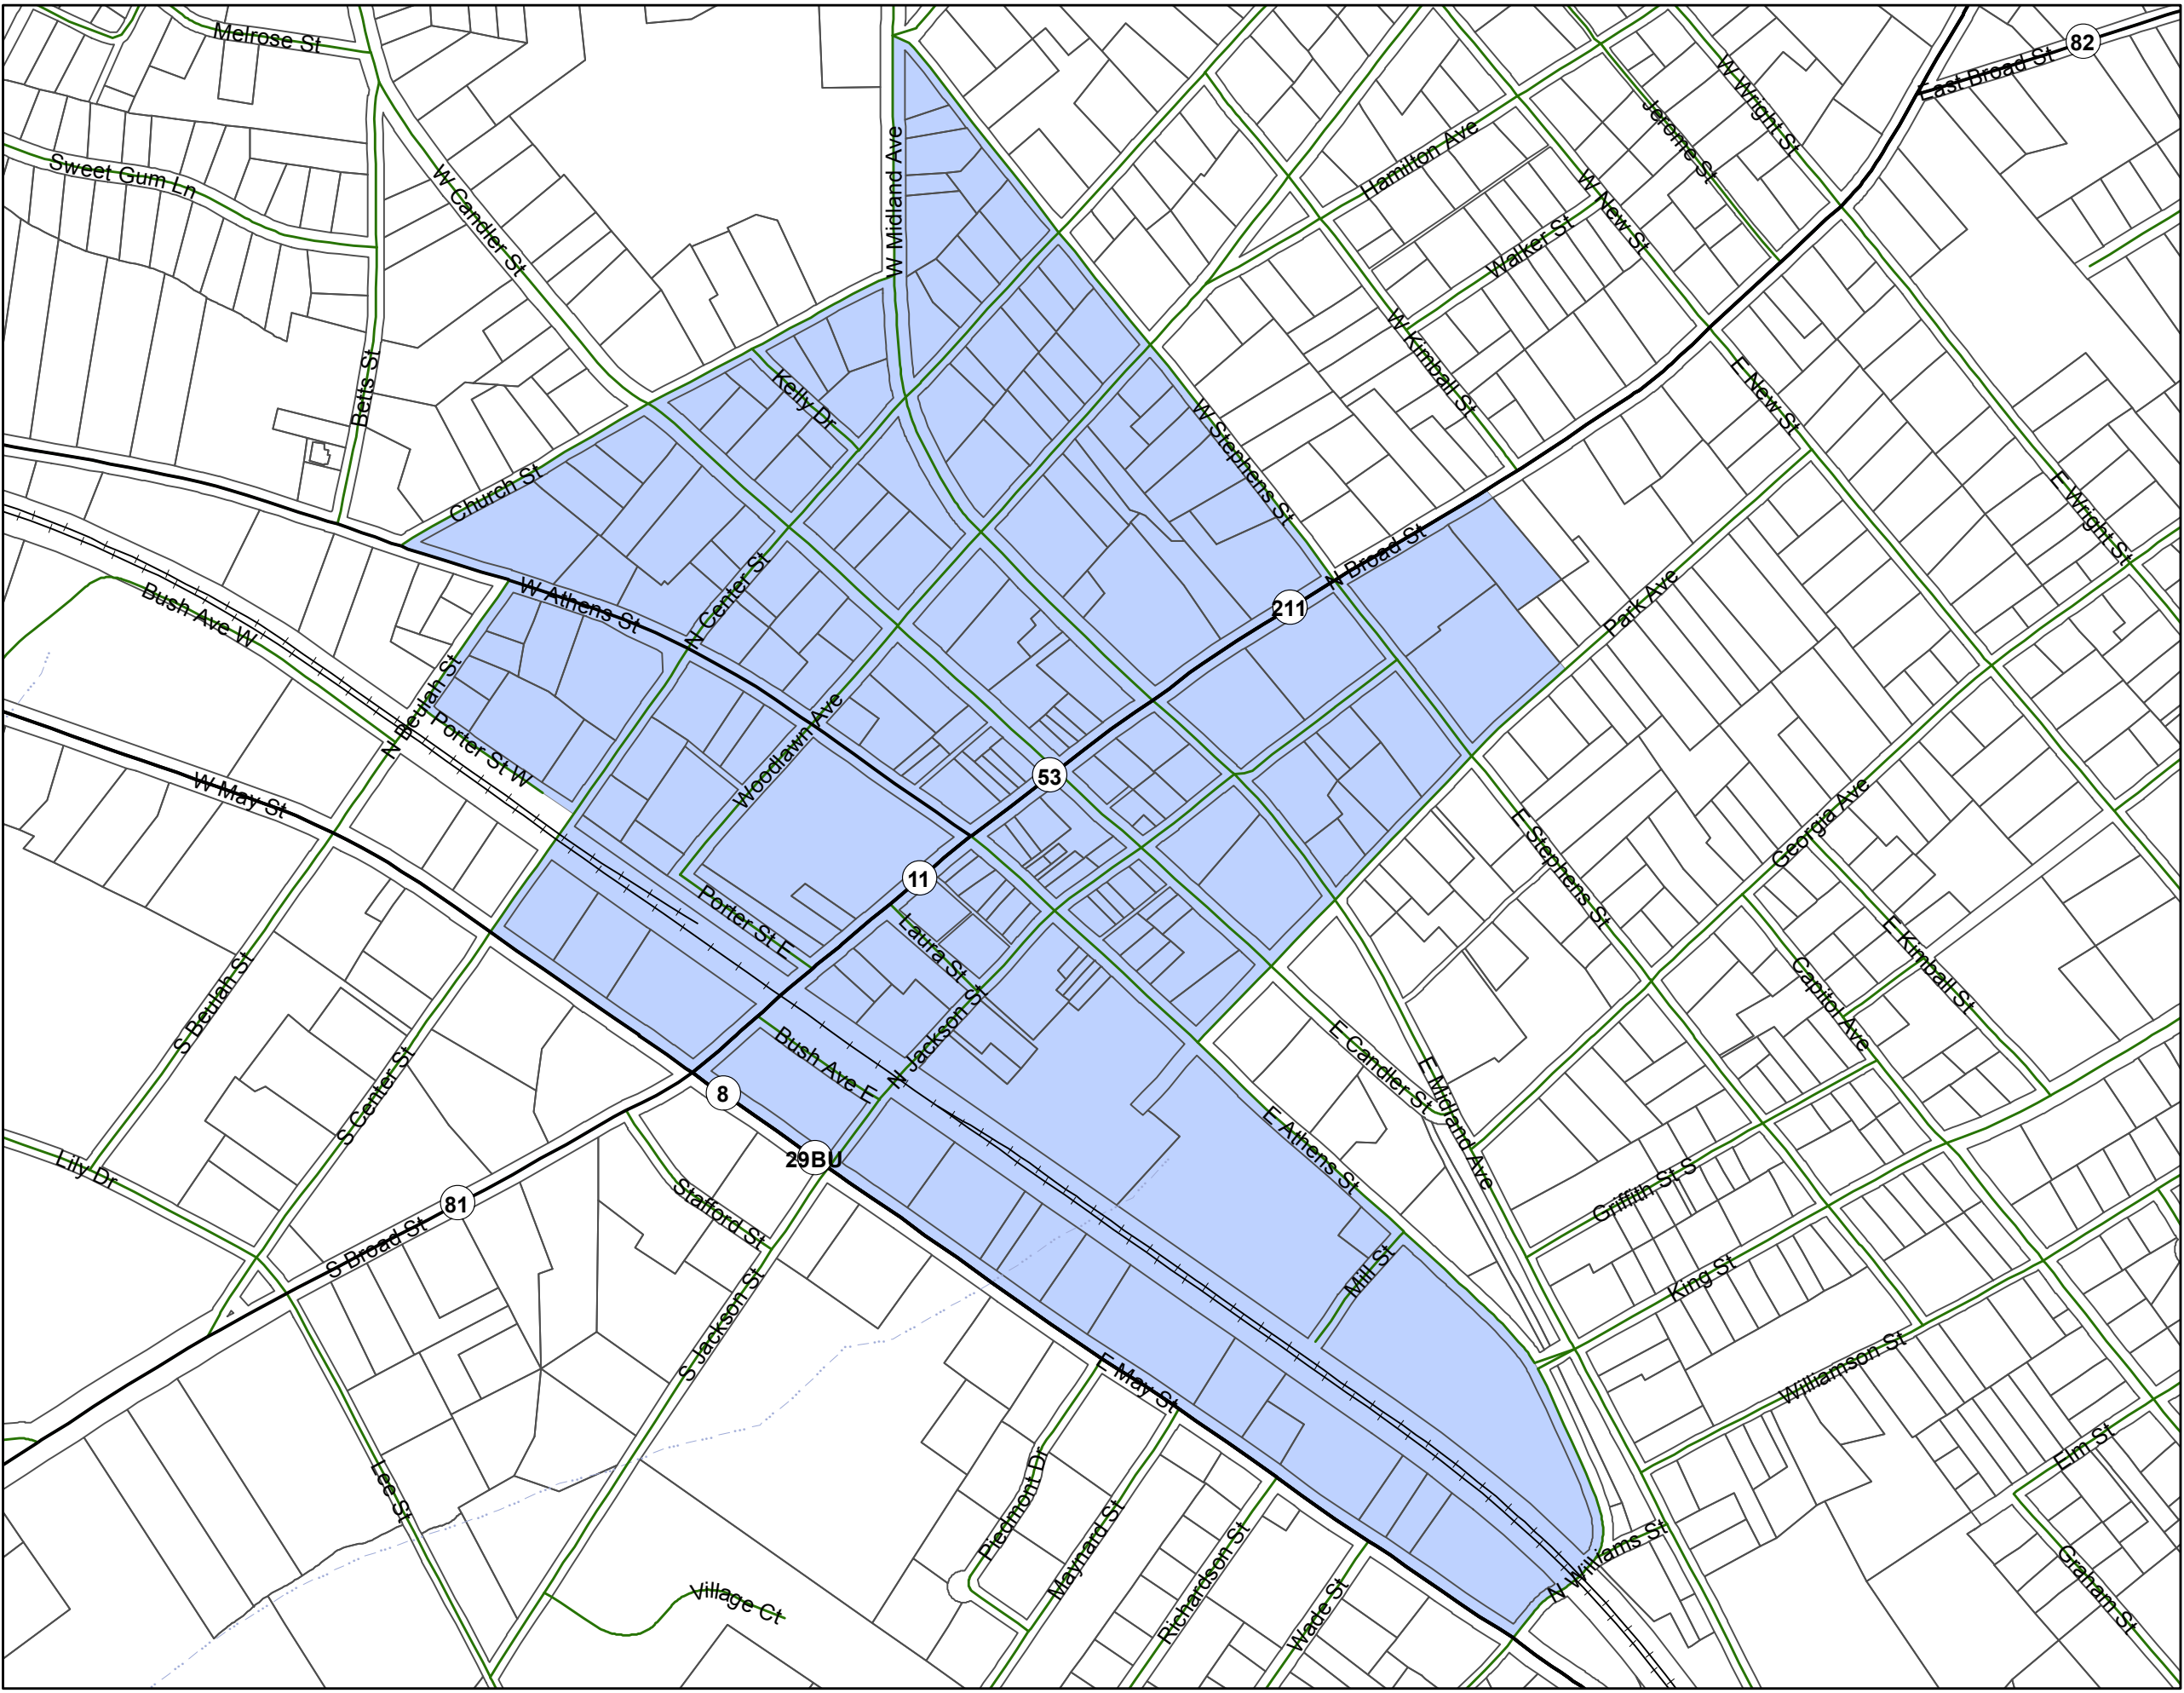 Melrose St
82
East Broad St
W Wright St
Jerome St
Hamilton Ave
Sweet Gum Ln
W Candler St
W Midland Ave
W New St
Walker St
W Kimball St
Betts St
Kelly Dr
E New St
W Stephens St
Church St
E Wright St
N Broad St
211
W Athens St
N Center St
Bush Ave W
Park Ave
N Beulah St
Porter St W
Woodlawn Ave
53
W May St
Georgia Ave
E Stephens St
11
Porter St E
Laura St
E Kimball St
Capitol Ave
S Beulah St
N Jackson St
Bush Ave E
S Center St
8
E Candler St
E Midland Ave
E Athens St
29BU
Lily Dr
81
Stafford St
Griffith St S
S Broad St
Mill St
King St
S Jackson St
E May St
Williamson St
Elm St
Lee St
Piedmont Dr
Maynard St
Richardson St
Wade St
N Williams St
Graham St
Village Ct